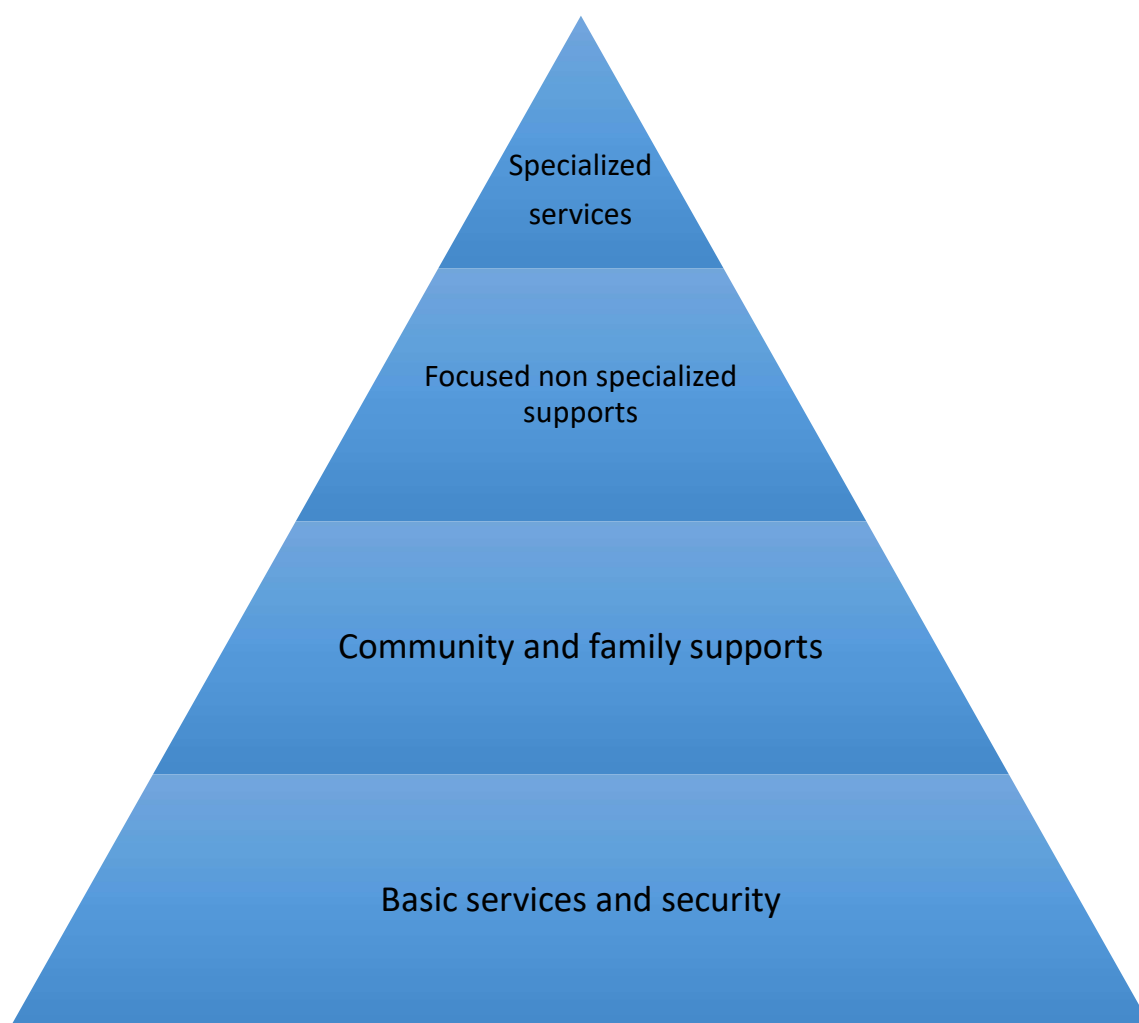 Specialized
services
Focused non specialized
supports
Community and family supports
Basic services and security